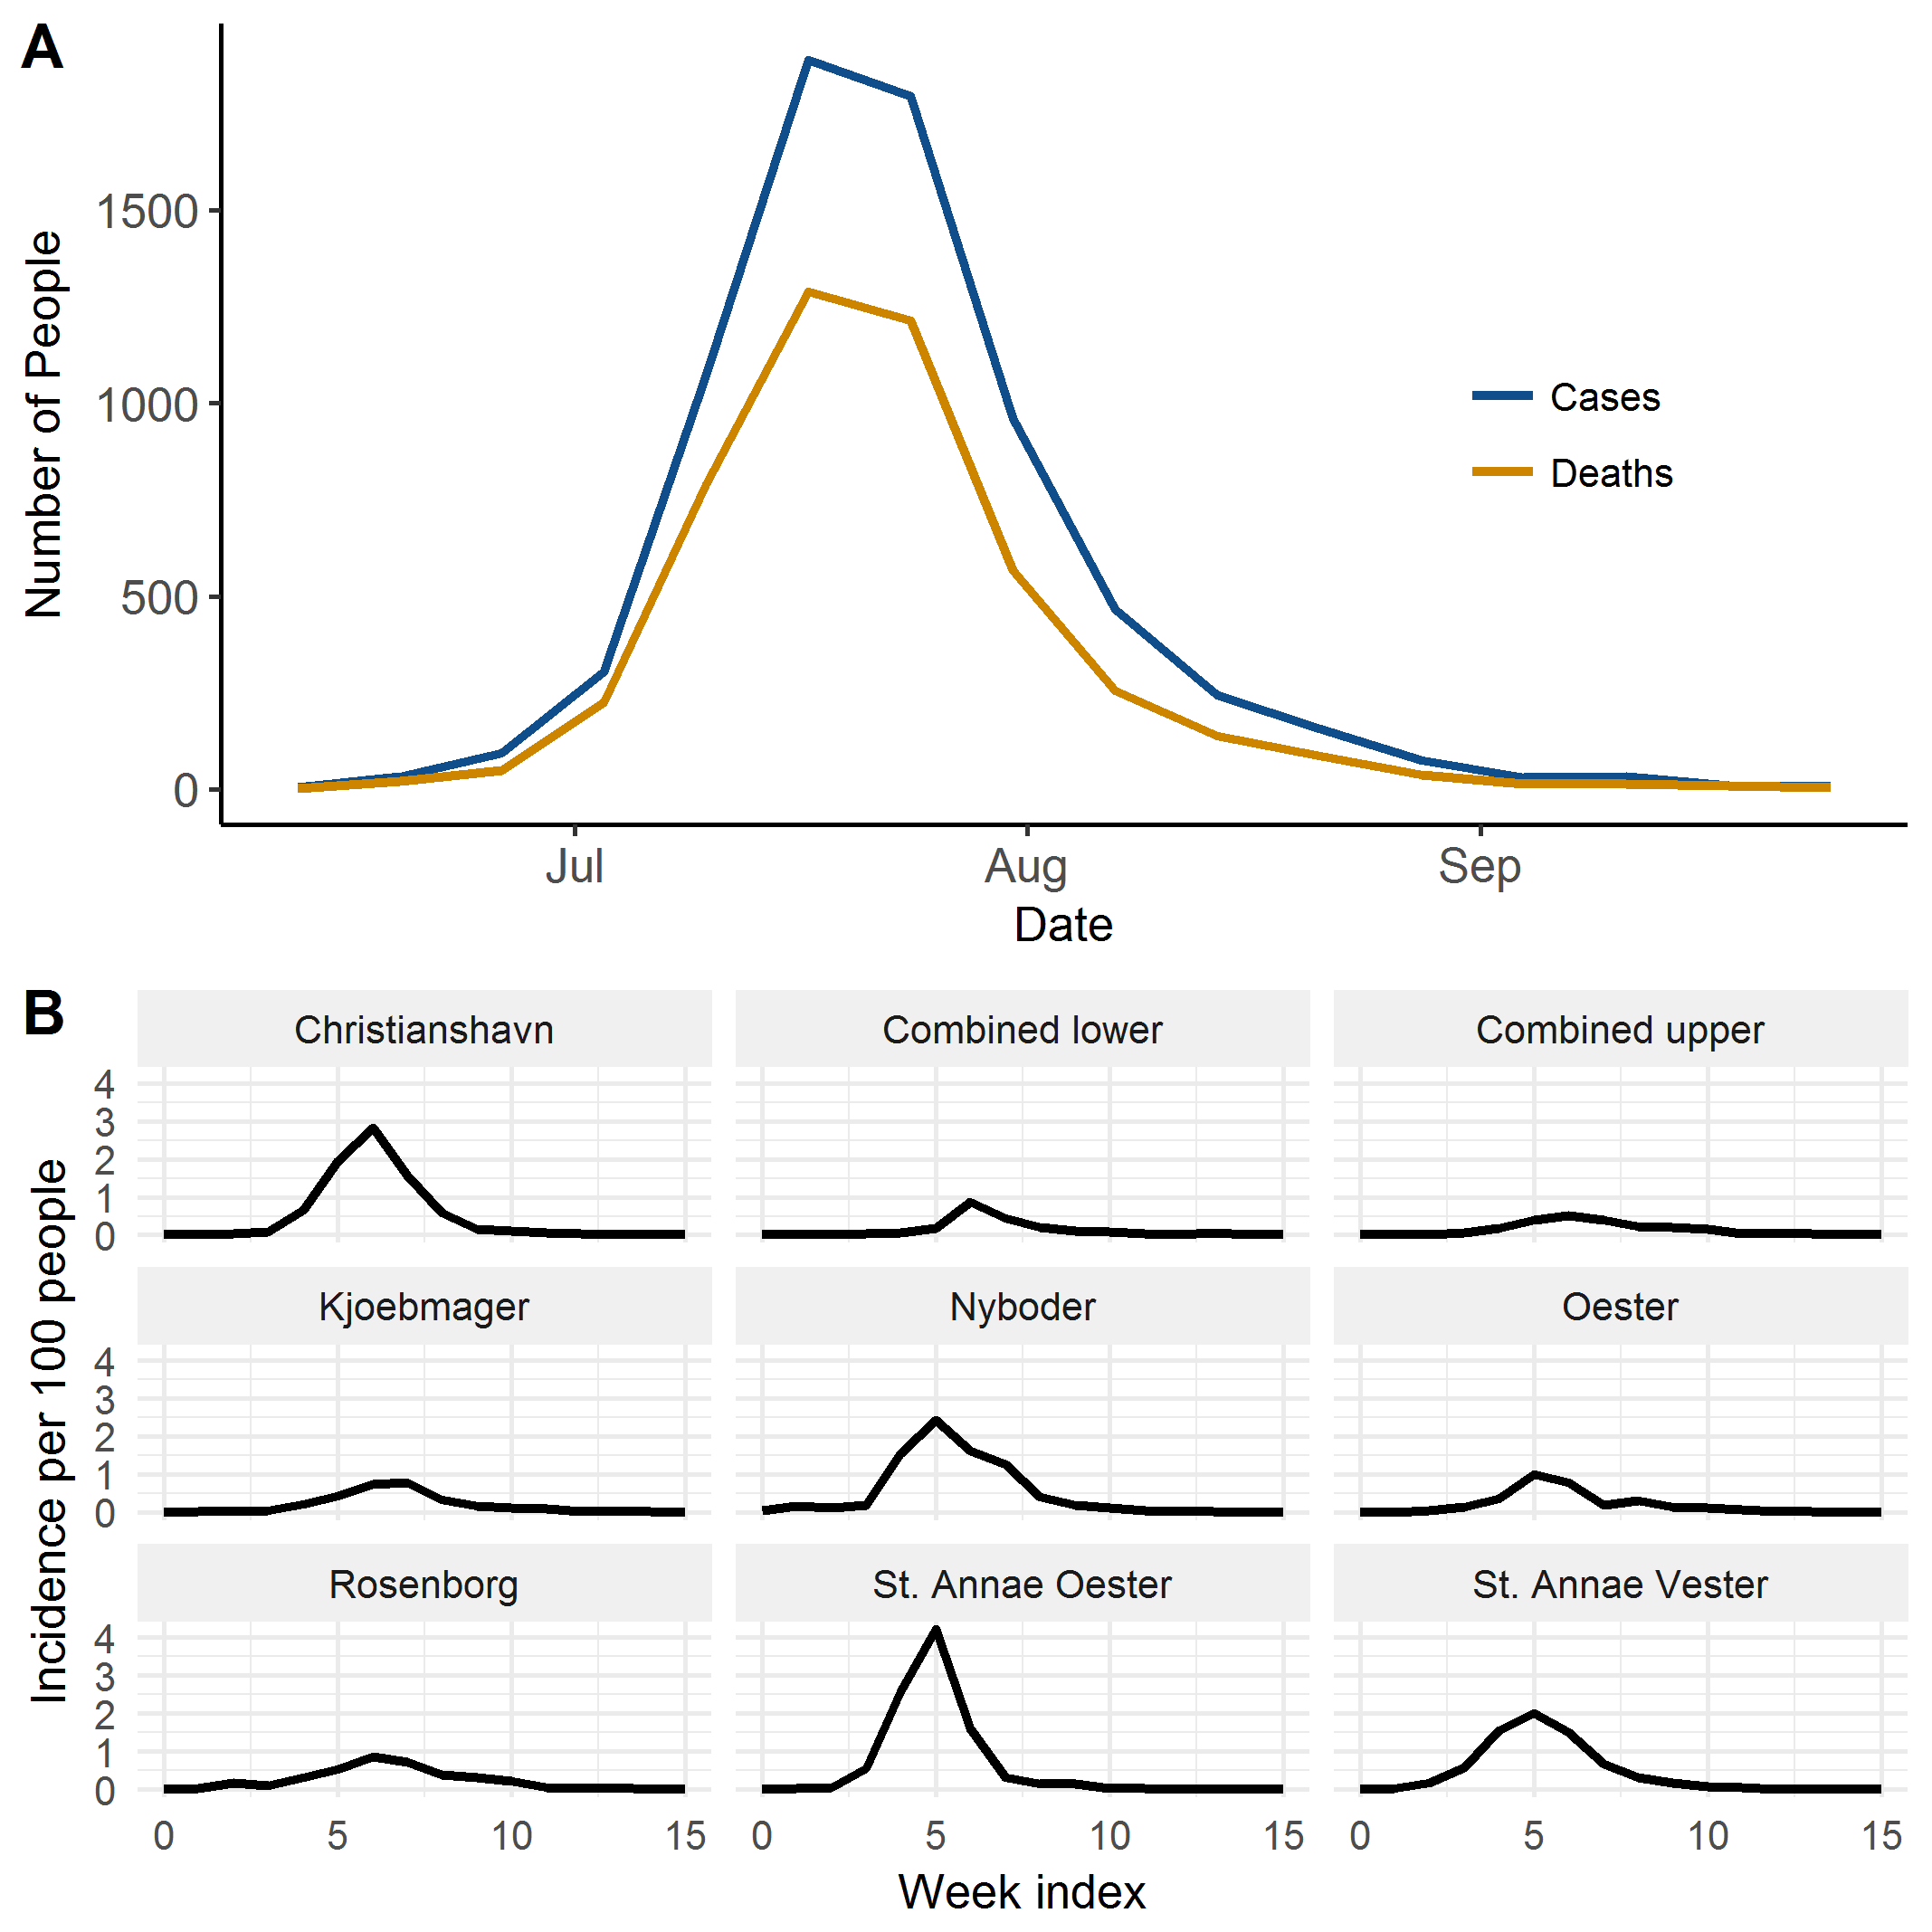 A
Number of People
1500
1000
500
0
Cases
Deaths
Jul Aug Sep
Date
B
Incidence per 100 people
Christianshavn Combined lower Combined upper
4
3
2
1
0
Kjoebmager Nyboder Oester
4
3
2
1
0
Rosenborg St. Annae Oester St. Annae Vester
4
3
2
1
0
0 5 10 15 0 5 10 15 0 5 10 15
Week index